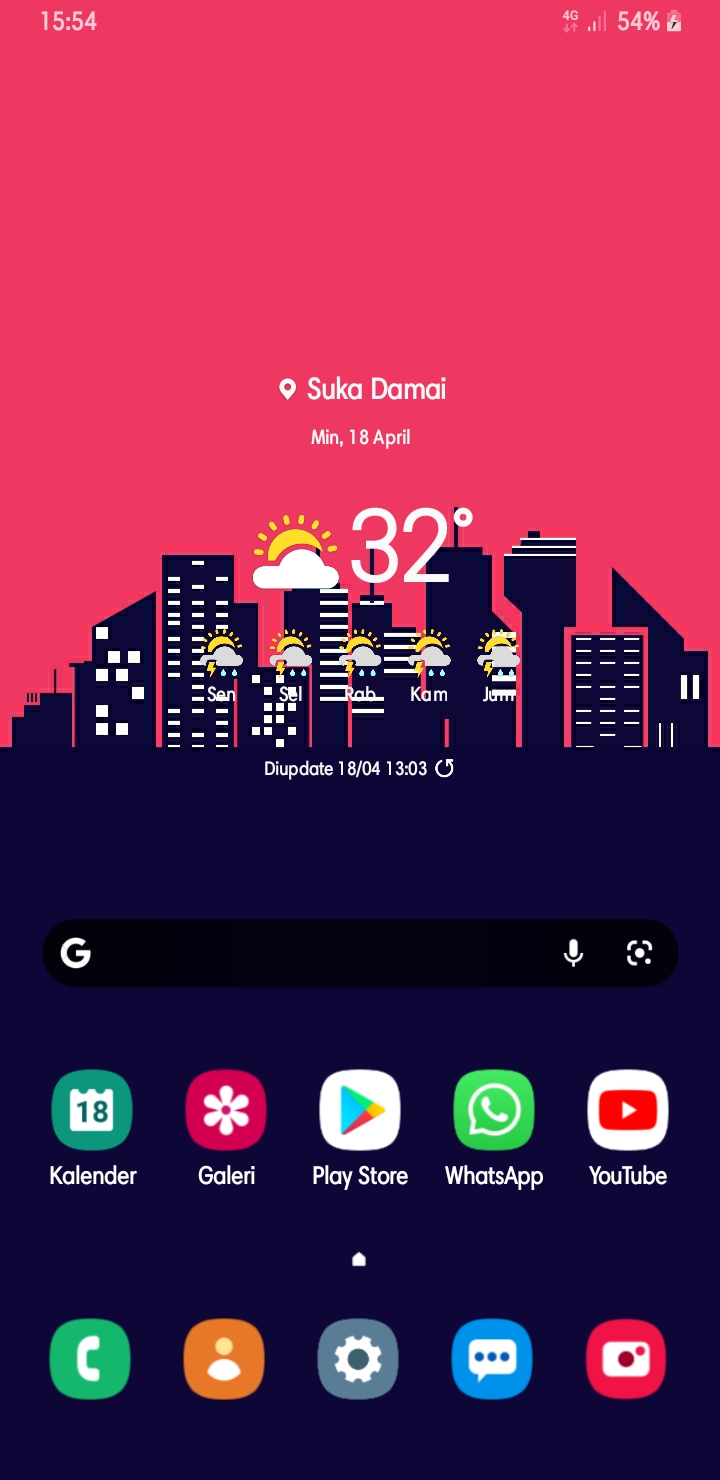 15:54 4G 54%
Suka Damai
Min, 18 April
32°
Sen Sel Rab Kam Jum
Diupdate 18/04 13:03
G
18
Kalender Galeri Play Store WhatsApp YouTube